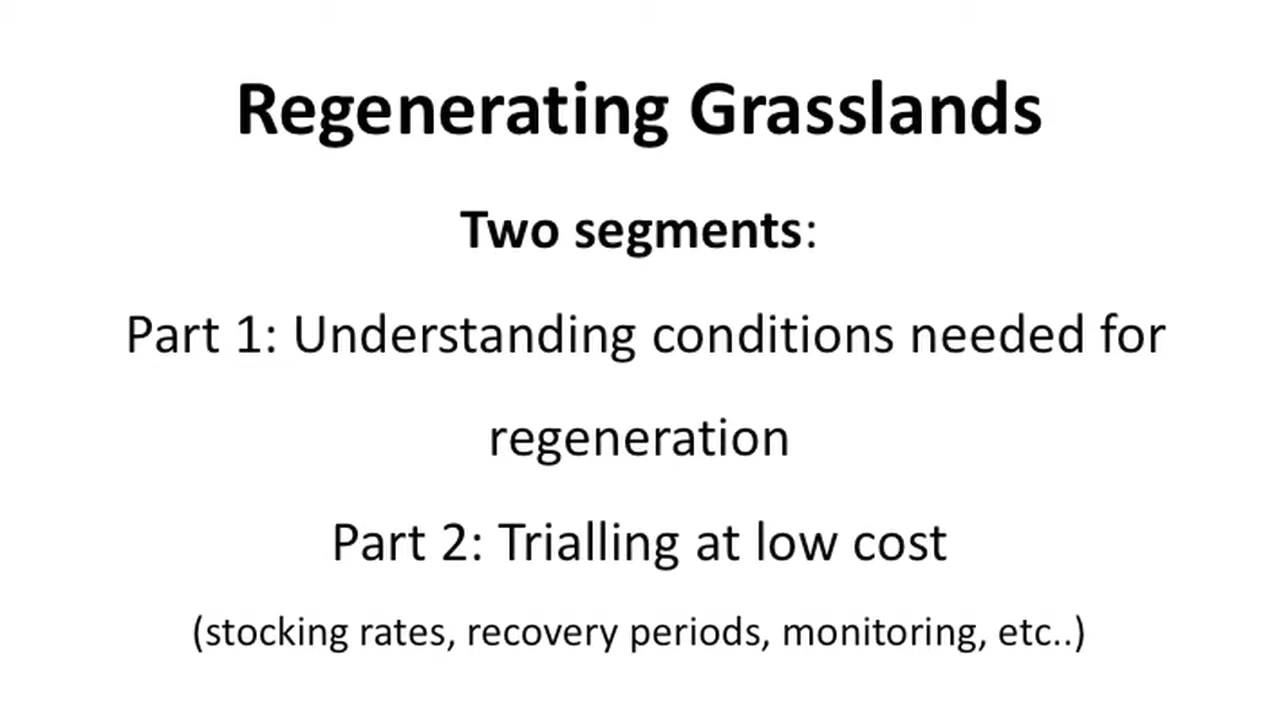 Regenerating Grasslands
Two segments:
Part 1: Understanding conditions needed for
regeneration
Part 2: Trialling at low cost
(stocking rates, recovery periods, monitoring, etc..)